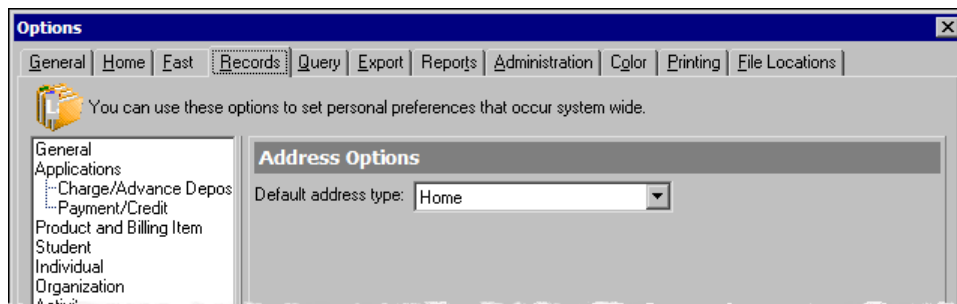 Options
General Home Fast Records Query Export Reports Administration Color Printing File Locations
You can use these options to set personal preferences that occur system wide.
General
Applications
Charge/Advance Depos
Payment/Credit
Product and Billing Item
Student
Individual
Organization
Address Options
Default address type: Home